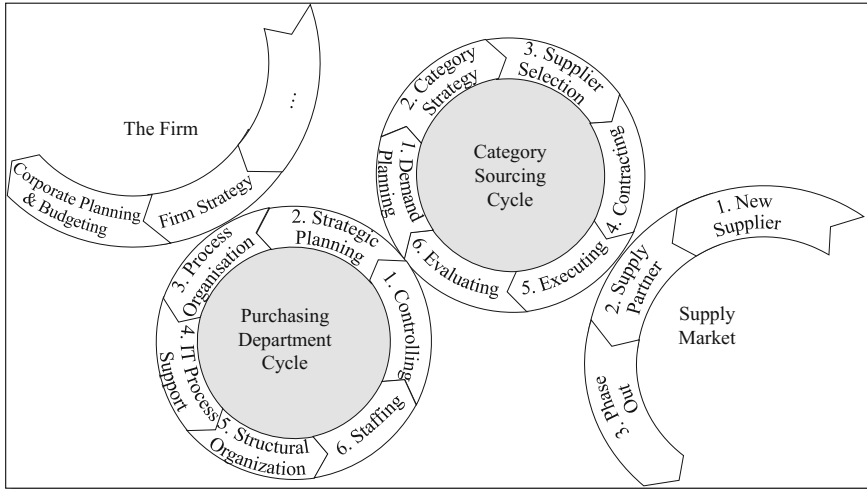 The Firm
...
Firm Strategy
Corporate Planning
& Budgeting
Purchasing
Department
Cycle
1. Controlling
2. Strategic
Planning
3. Process
Organisation
4. IT Process
Support
5. Structural
Organization
6. Staffing
Category
Sourcing
Cycle
1. Demand
Planning
2. Category
Strategy
3. Supplier
Selection
4. Contracting
5. Executing
6. Evaluating
Supply
Market
1. New
Supplier
2. Supply
Partner
3. Phase
Out